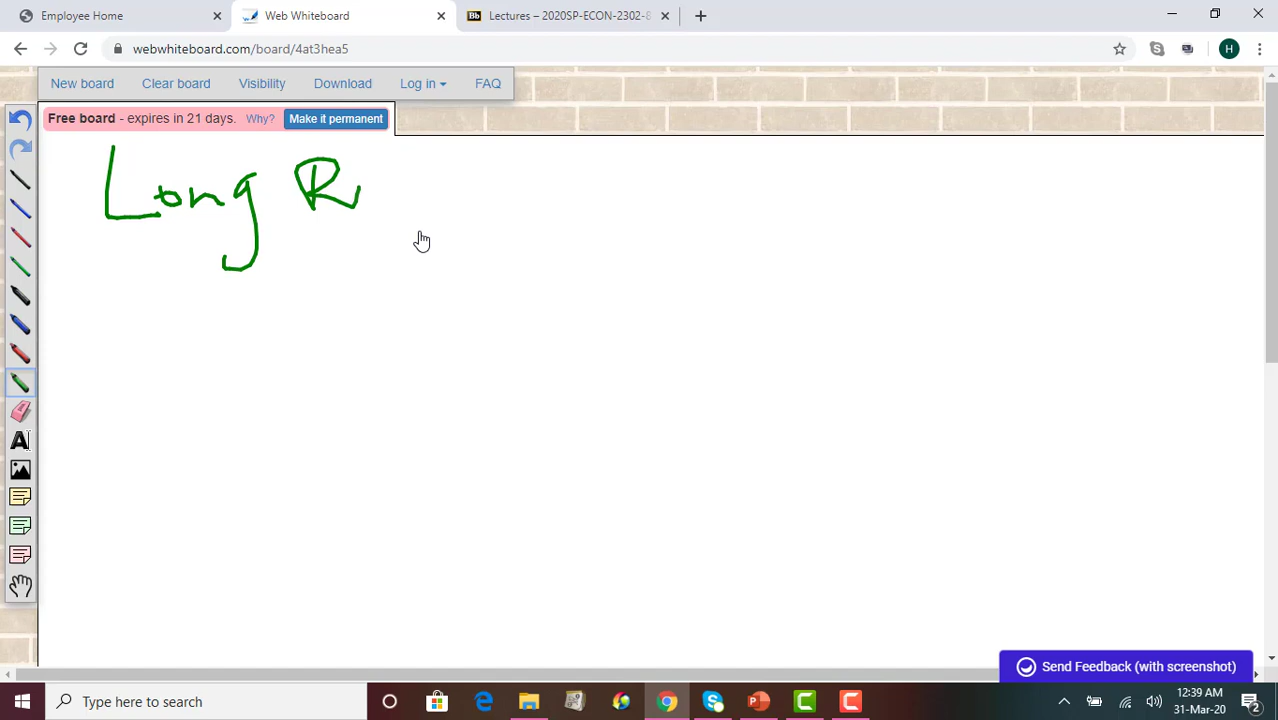 Employee Home
Web Whiteboard
Lectures – 2020SP-ECON-2302-8
webwhiteboard.com/board/4at3hea5
H
New board Clear board Visibility Download Log in FAQ
Free board - expires in 21 days. Why? Make it permanent
Long R
A
Send Feedback (with screenshot)
Type here to search
12:39 AM
31-Mar-20
2